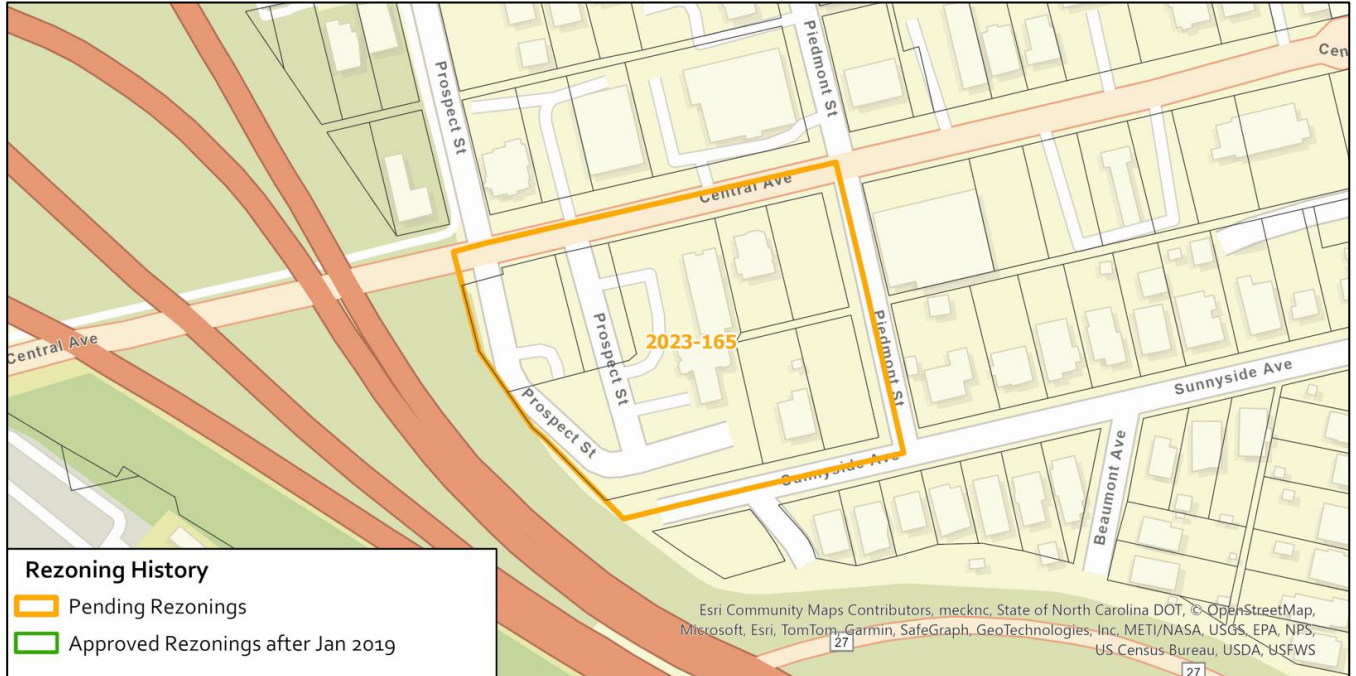 Prospect St
Piedmont St
Cen
Central Ave
Central Ave
2023-165
Prospect St
Piedmont St
Prospect St
Sunnyside Ave
Sunnyside Ave
Beaumont Ave
Rezoning History
Pending Rezonings
Approved Rezonings after Jan 2019
Esri Community Maps Contributors, mecknc, State of North Carolina DOT, © OpenStreetMap,
Microsoft, Esri, TomTom, Garmin, SafeGraph, GeoTechnologies, Inc, METI/NASA, USGS, EPA, NPS,
US Census Bureau, USDA, USFWS
27
27